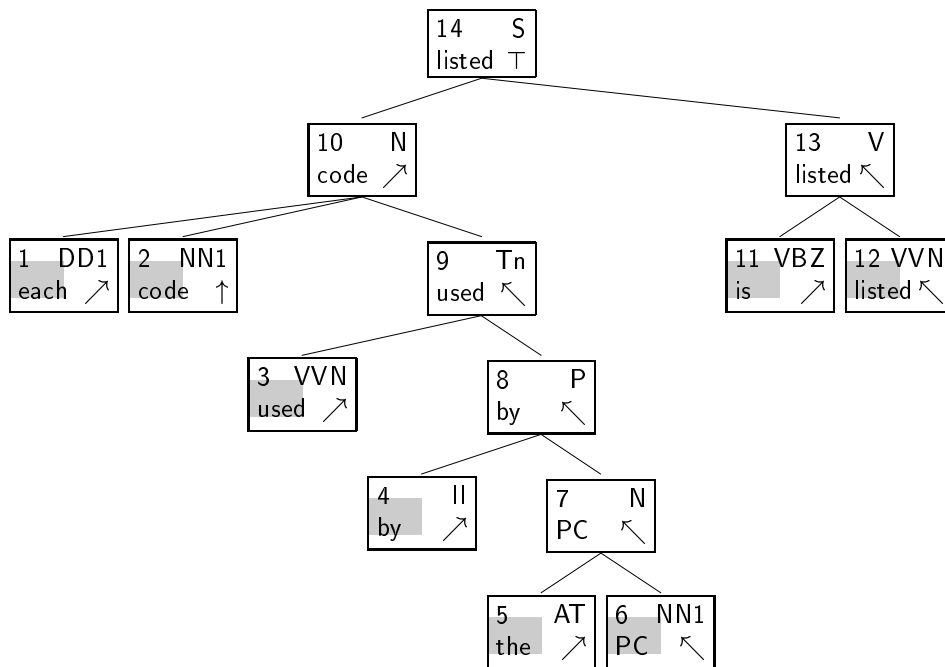 14 S
listed ⊤
10 N
code ↗
13 V
listed ↖
1 DD1
each ↗
2 NN1
code ↑
9 Tn
used ↖
11 VBZ
is ↗
12 VVN
listed ↖
3 VVN
used ↗
8 P
by ↖
4 II
by ↗
7 N
PC ↖
5 AT
the ↗
6 NN1
PC ↖